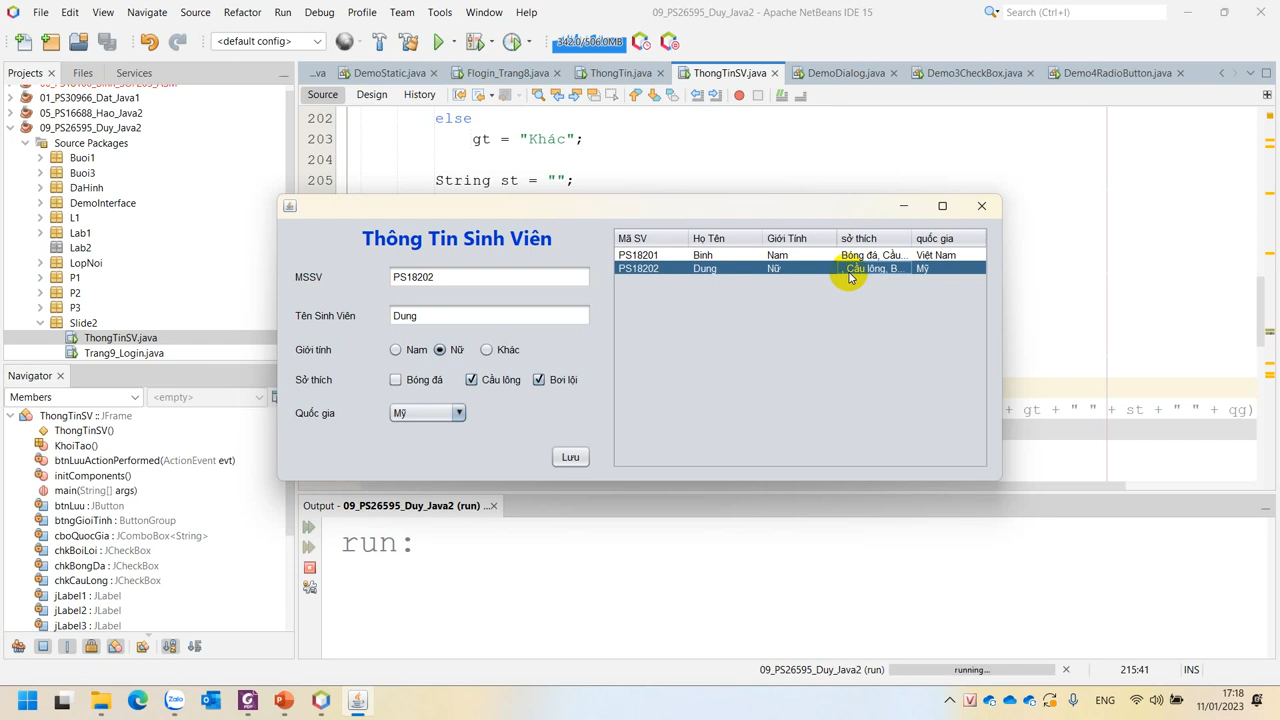 File Edit View Navigate Source Refactor Run Debug Profile Team Tools Window Help
09_PS26595_Duy_Java2 - Apache NetBeans IDE 15
Search (Ctrl+I)
<default config>
342.0/506.0MB
Projects Files Services
...va DemoStatic.java Flogin_Trang8.java ThongTin.java ThongTinSV.java DemoDialog.java Demo3CheckBox.java Demo4RadioButton.java
Source Design History
01_PS30966_Dat_Java1
05_PS16688_Hao_Java2
09_PS26595_Duy_Java2
Source Packages
Buoi1
Buoi3
DaHinh
DemoInterface
L1
Lab1
Lab2
LopNoi
P1
P2
P3
Slide2
ThongTinSV.java
Trang9_Login.java
202 else
203 gt = "Khác";
204
205 String st = "";
+ gt + " " + st + " " + qg)
Thông Tin Sinh Viên
MSSV PS18202
Tên Sinh Viên Dung
Giới tính Nam Nữ Khác
Sở thích Bóng đá Cầu lông Bơi lội
Quốc gia Mỹ
Lưu
Mã SV Họ Tên Giới Tính sở thích quốc gia
PS18201 Binh Nam Bóng đá, Cầu... Việt Nam
PS18202 Dung Nữ , Cầu lông, B... Mỹ
Navigator
Members <empty>
ThongTinSV :: JFrame
ThongTinSV()
KhoiTao()
btnLuuActionPerformed(ActionEvent evt)
initComponents()
main(String[] args)
btnLuu : JButton
btngGioiTinh : ButtonGroup
cboQuocGia : JComboBox<String>
chkBoiLoi : JCheckBox
chkBongDa : JCheckBox
chkCauLong : JCheckBox
jLabel1 : JLabel
jLabel2 : JLabel
jLabel3 : JLabel
Output - 09_PS26595_Duy_Java2 (run) ...
run:
09_PS26595_Duy_Java2 (run) running... 215:41 INS
Zalo
ENG
17:18
11/01/2023